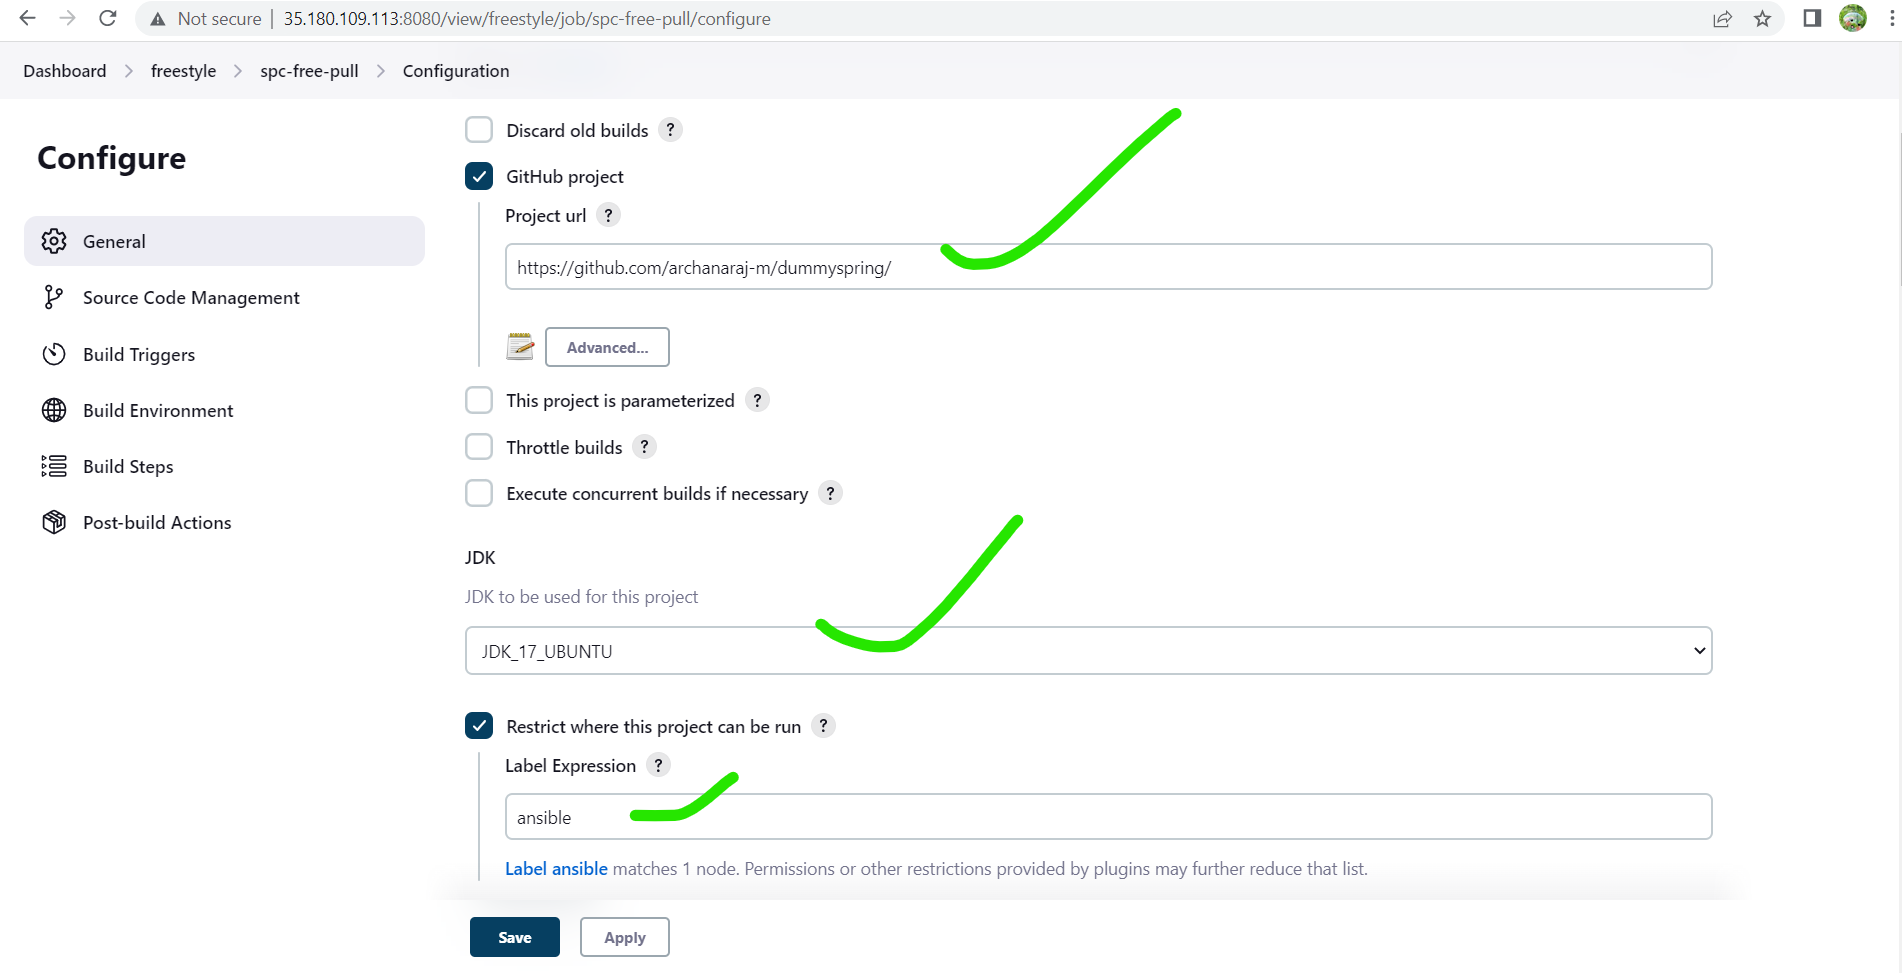 Not secure | 35.180.109.113:8080/view/freestyle/job/spc-free-pull/configure
Dashboard > freestyle > spc-free-pull > Configuration
Configure
General
Source Code Management
Build Triggers
Build Environment
Build Steps
Post-build Actions
Discard old builds ?
GitHub project
Project url ?
https://github.com/archanaraj-m/dummyspring/
Advanced...
This project is parameterized ?
Throttle builds ?
Execute concurrent builds if necessary ?
JDK
JDK to be used for this project
JDK_17_UBUNTU
Restrict where this project can be run ?
Label Expression ?
ansible
Label ansible matches 1 node. Permissions or other restrictions provided by plugins may further reduce that list.
Save Apply